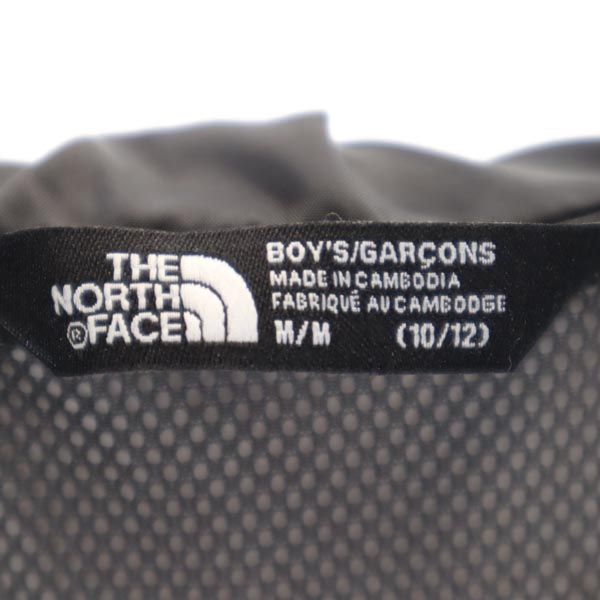 THE
NORTH
® FACE
BOY'S/GARÇONS
MADE IN CAMBODIA
FABRIQUÉ AU CAMBODGE
M/M (10/12)